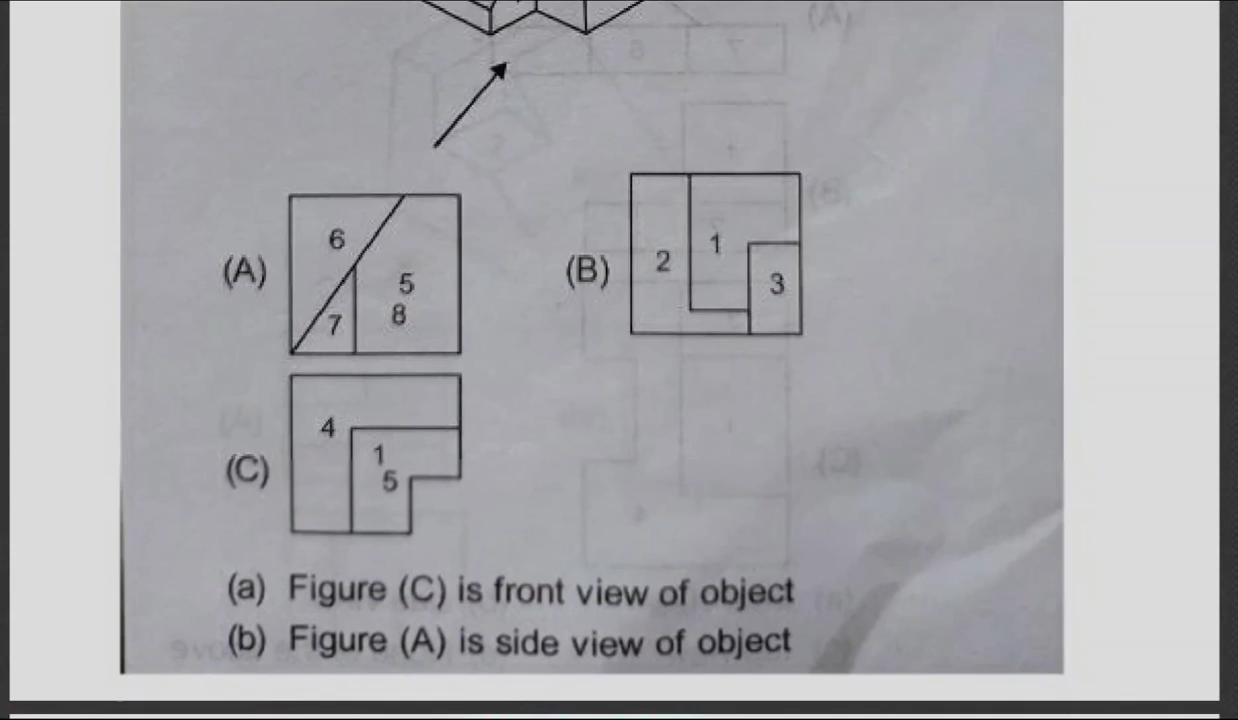 6
5
8
7
(A)
2
1
3
(B)
4
1
5
(C)
(a) Figure (C) is front view of object
(b) Figure (A) is side view of object